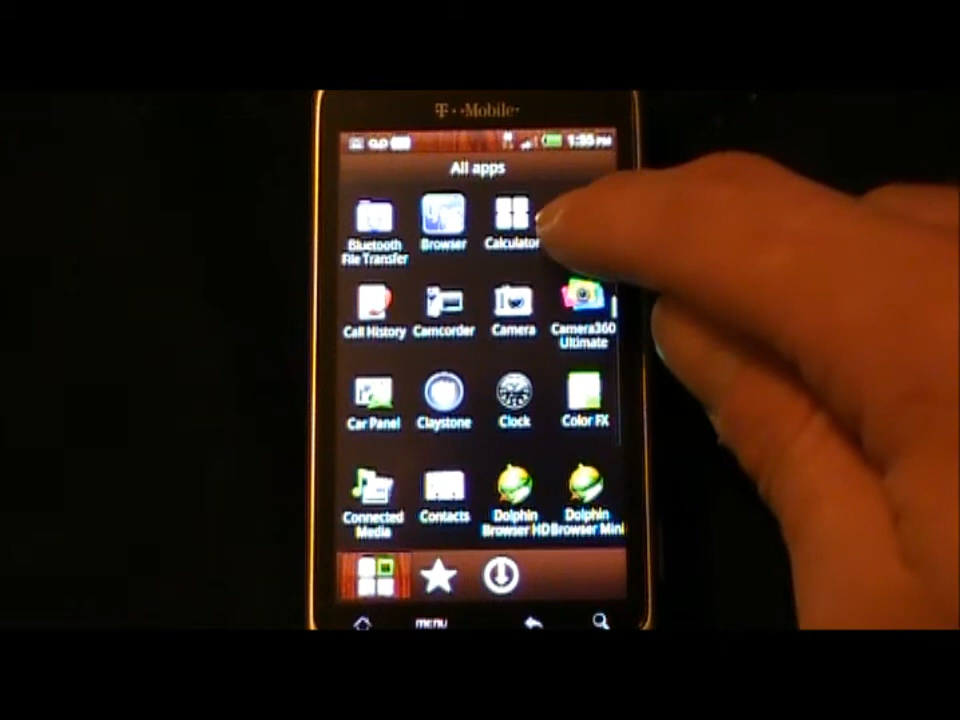 T··Mobile·
1:55 PM
All apps
Bluetooth
File Transfer
Browser
Calculator
Call History
Camcorder
Camera
Camera360
Ultimate
Car Panel
Claystone
Clock
Color FX
Connected
Media
Contacts
Dolphin
Browser HD
Dolphin
Browser Mini
menu